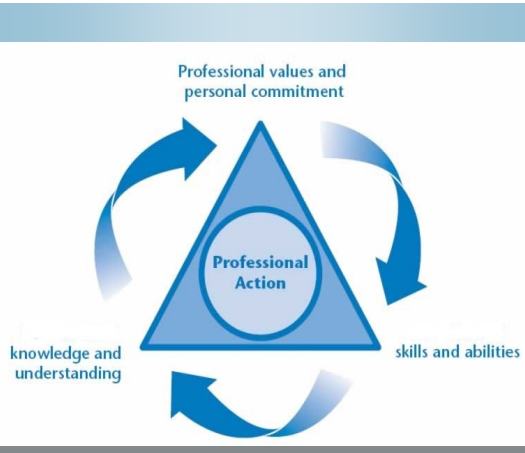 Professional values and
personal commitment
Professional
Action
knowledge and
understanding
skills and abilities